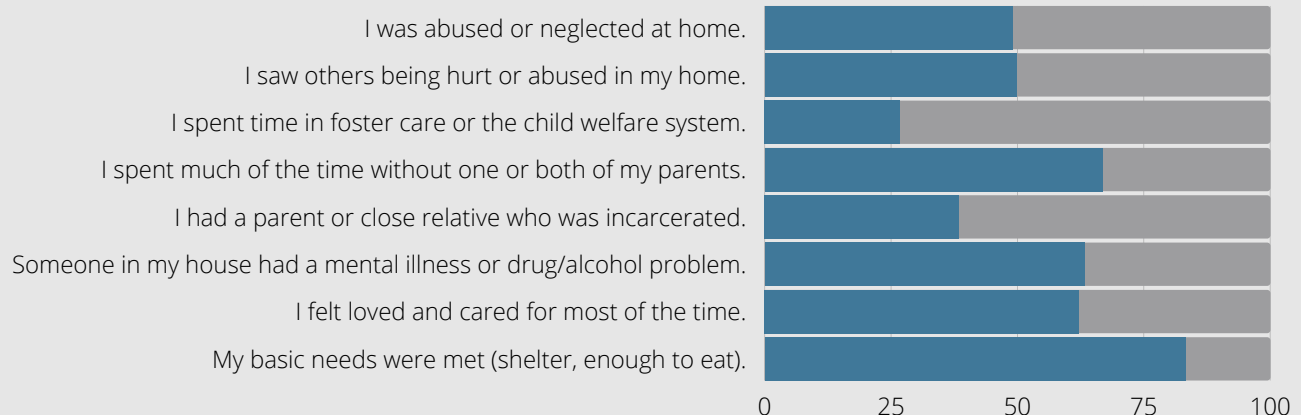 I was abused or neglected at home.
I saw others being hurt or abused in my home.
I spent time in foster care or the child welfare system.
I spent much of the time without one or both of my parents.
I had a parent or close relative who was incarcerated.
Someone in my house had a mental illness or drug/alcohol problem.
I felt loved and cared for most of the time.
My basic needs were met (shelter, enough to eat).
0 25 50 75 100